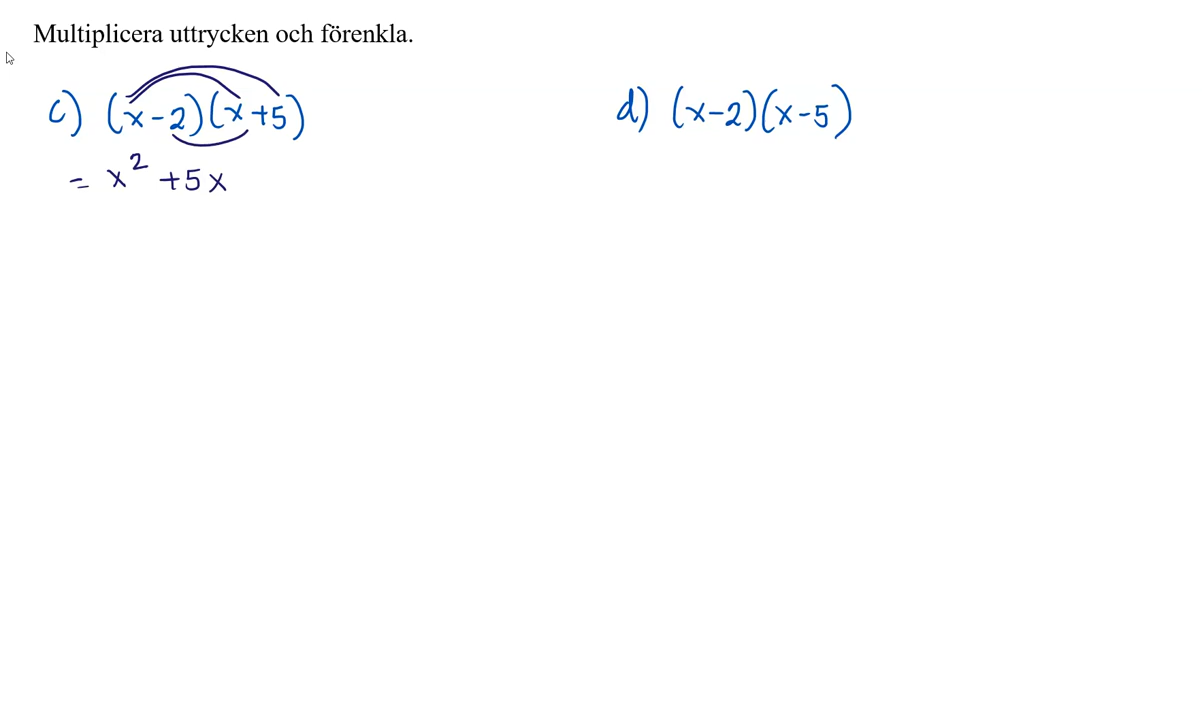 Multiplicera uttrycken och förenkla.
c) (x-2)(x+5)
= x² +5x
d) (x-2)(x-5)